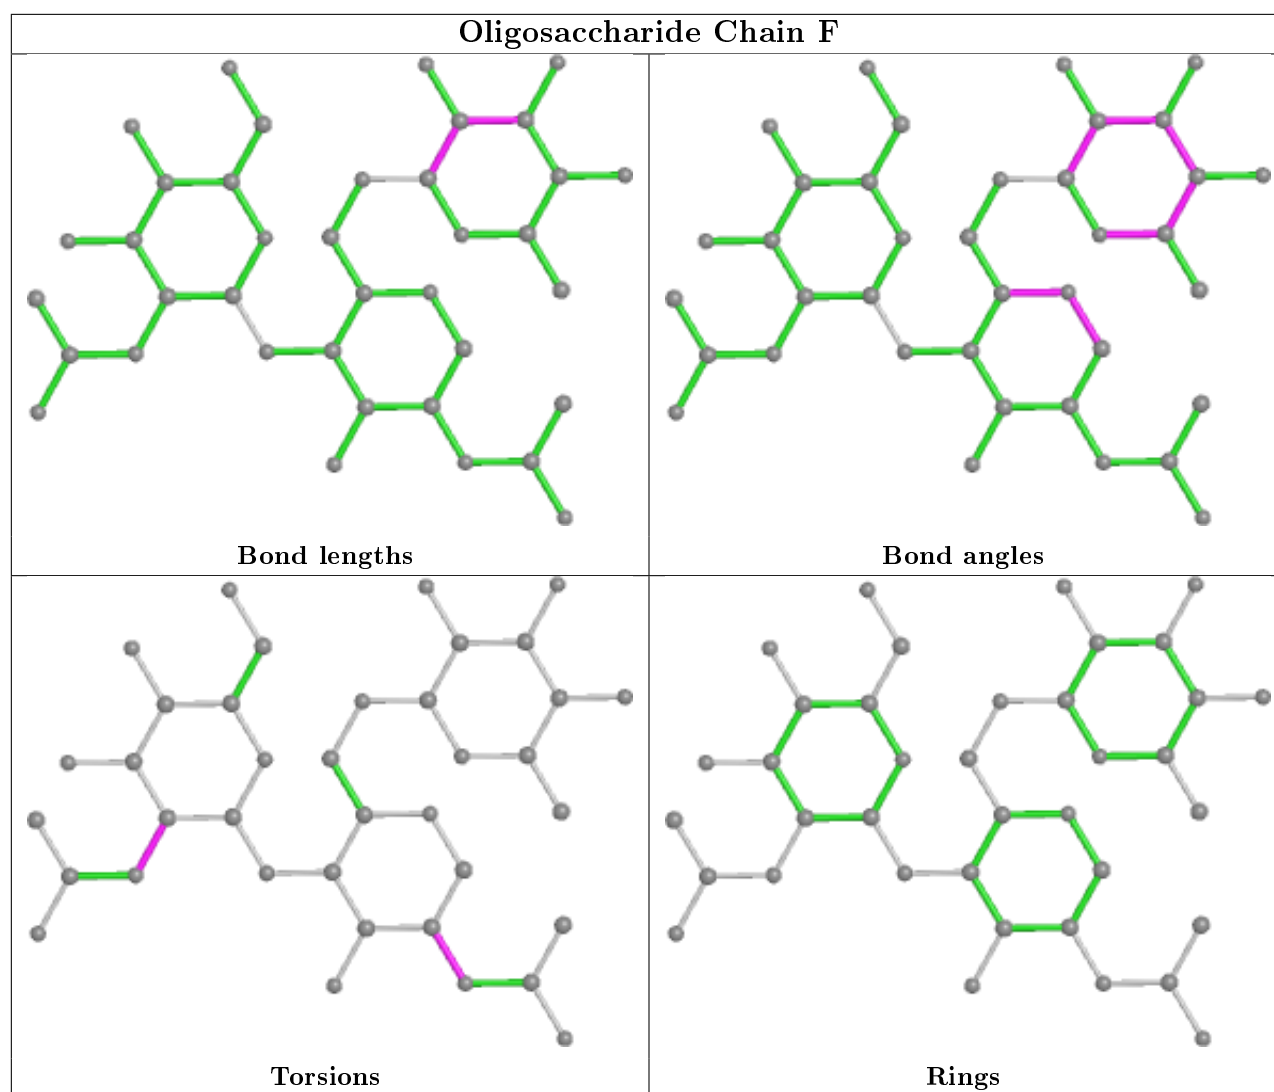 Oligosaccharide Chain F
Bond lengths
Bond angles
Torsions
Rings